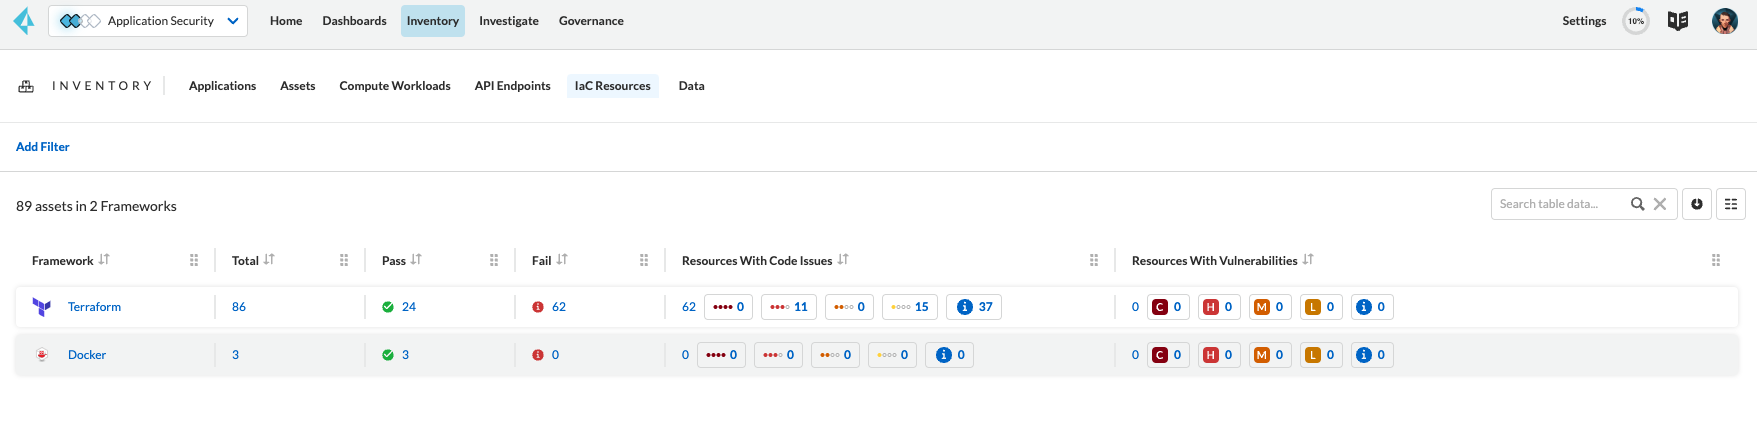 Application Security Home Dashboards Inventory Investigate Governance Settings 10%
INVENTORY Applications Assets Compute Workloads API Endpoints IaC Resources Data
Add Filter
89 assets in 2 Frameworks Search table data...
Framework Total Pass Fail Resources With Code Issues Resources With Vulnerabilities
Terraform 86 24 62 62 0 11 0 15 i 37 0 C 0 H 0 M 0 L 0 i 0
Docker 3 3 0 0 0 0 0 0 i 0 0 C 0 H 0 M 0 L 0 i 0